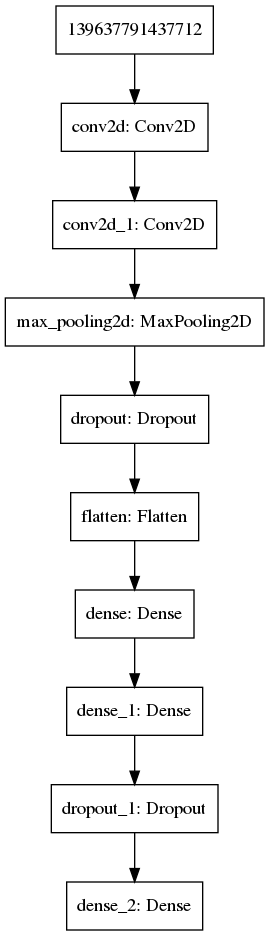 139637791437712
conv2d: Conv2D
conv2d_1: Conv2D
max_pooling2d: MaxPooling2D
dropout: Dropout
flatten: Flatten
dense: Dense
dense_1: Dense
dropout_1: Dropout
dense_2: Dense